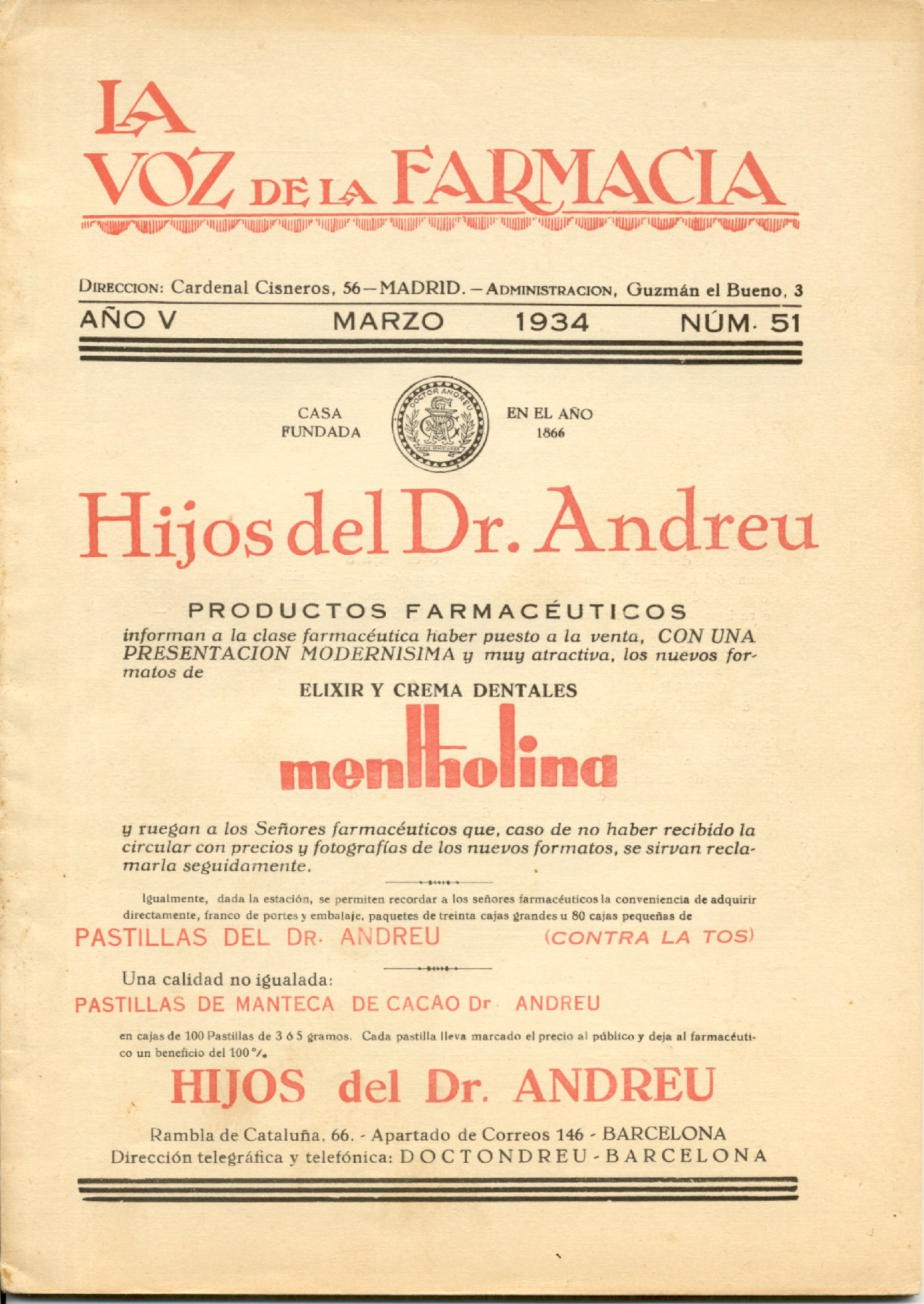 LA
VOZ DE LA FARMACIA
DIRECCION: Cardenal Cisneros, 56—MADRID.—ADMINISTRACION, Guzmán el Bueno, 3
AÑO V MARZO 1934 NÚM. 51
CASA
FUNDADA
DOCTOR ANDREU
EN EL AÑO
1866
Hijos del Dr. Andreu
PRODUCTOS FARMACÉUTICOS
informan a la clase farmacéutica haber puesto a la venta, CON UNA
PRESENTACION MODERNISIMA y muy atractiva, los nuevos for-
matos de
ELIXIR Y CREMA DENTALES
mentholina
y ruegan a los Señores farmacéuticos que, caso de no haber recibido la
circular con precios y fotografías de los nuevos formatos, se sirvan recla-
marla seguidamente.
Igualmente, dada la estación, se permiten recordar a los señores farmacéuticos la conveniencia de adquirir
directamente, franco de portes y embalaje, paquetes de treinta cajas grandes u 80 cajas pequeñas de
PASTILLAS DEL DR. ANDREU (CONTRA LA TOS)
Una calidad no igualada:
PASTILLAS DE MANTECA DE CACAO Dr. ANDREU
en cajas de 100 Pastillas de 3 ó 5 gramos. Cada pastilla lleva marcado el precio al público y deja al farmacéuti-
co un beneficio del 100 %.
HIJOS del Dr. ANDREU
Rambla de Cataluña, 66. - Apartado de Correos 146 - BARCELONA
Dirección telegráfica y telefónica: DOCTONDREU - BARCELONA